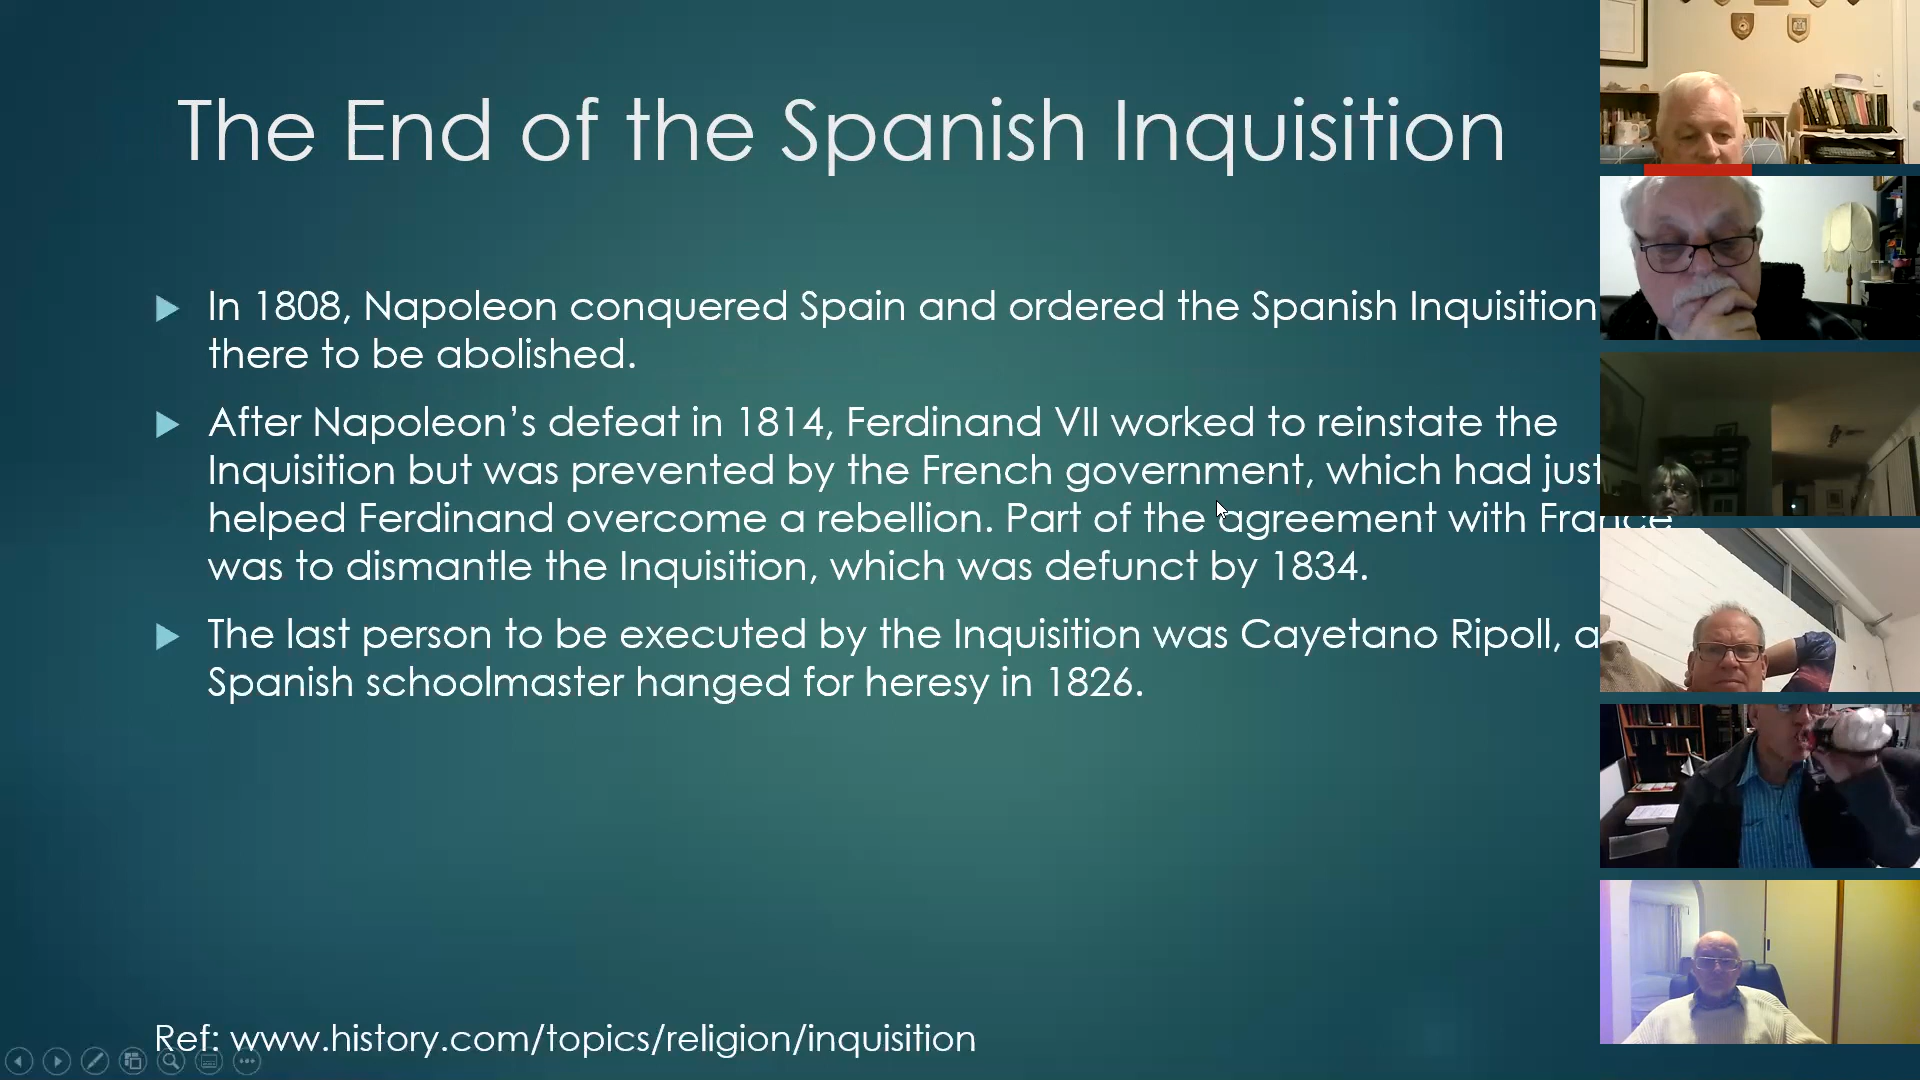 The End of the Spanish Inquisition
In 1808, Napoleon conquered Spain and ordered the Spanish Inquisition
there to be abolished.
After Napoleon’s defeat in 1814, Ferdinand VII worked to reinstate the
Inquisition but was prevented by the French government, which had just
helped Ferdinand overcome a rebellion. Part of the agreement with France
was to dismantle the Inquisition, which was defunct by 1834.
The last person to be executed by the Inquisition was Cayetano Ripoll, a
Spanish schoolmaster hanged for heresy in 1826.
Ref: www.history.com/topics/religion/inquisition